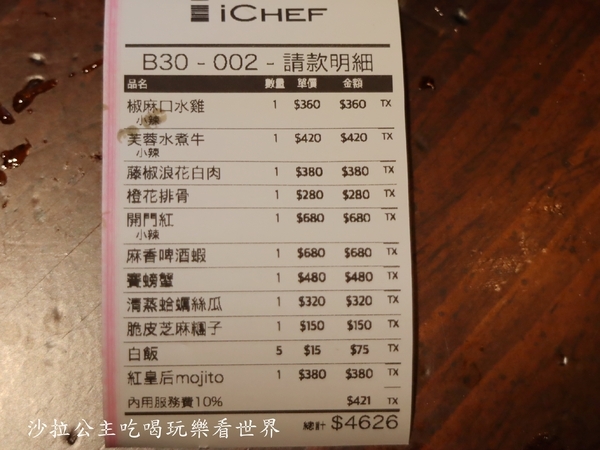 iCHEF
B30 - 002 - 請款明細
品名 數量 單價 金額
椒麻口水雞 1 $360 $360 TX
小辣
芙蓉水煮牛 1 $420 $420 TX
小辣
藤椒浪花白肉 1 $380 $380 TX
橙花排骨 1 $280 $280 TX
開門紅 1 $680 $680 TX
小辣
麻香啤酒蝦 1 $680 $680 TX
賽螃蟹 1 $480 $480 TX
清蒸蛤蠣絲瓜 1 $320 $320 TX
脆皮芝麻糰子 1 $150 $150 TX
白飯 5 $15 $75 TX
紅皇后mojito 1 $380 $380 TX
內用服務費10% $421 TX
總計 $4626
沙拉公主吃喝玩樂看世界